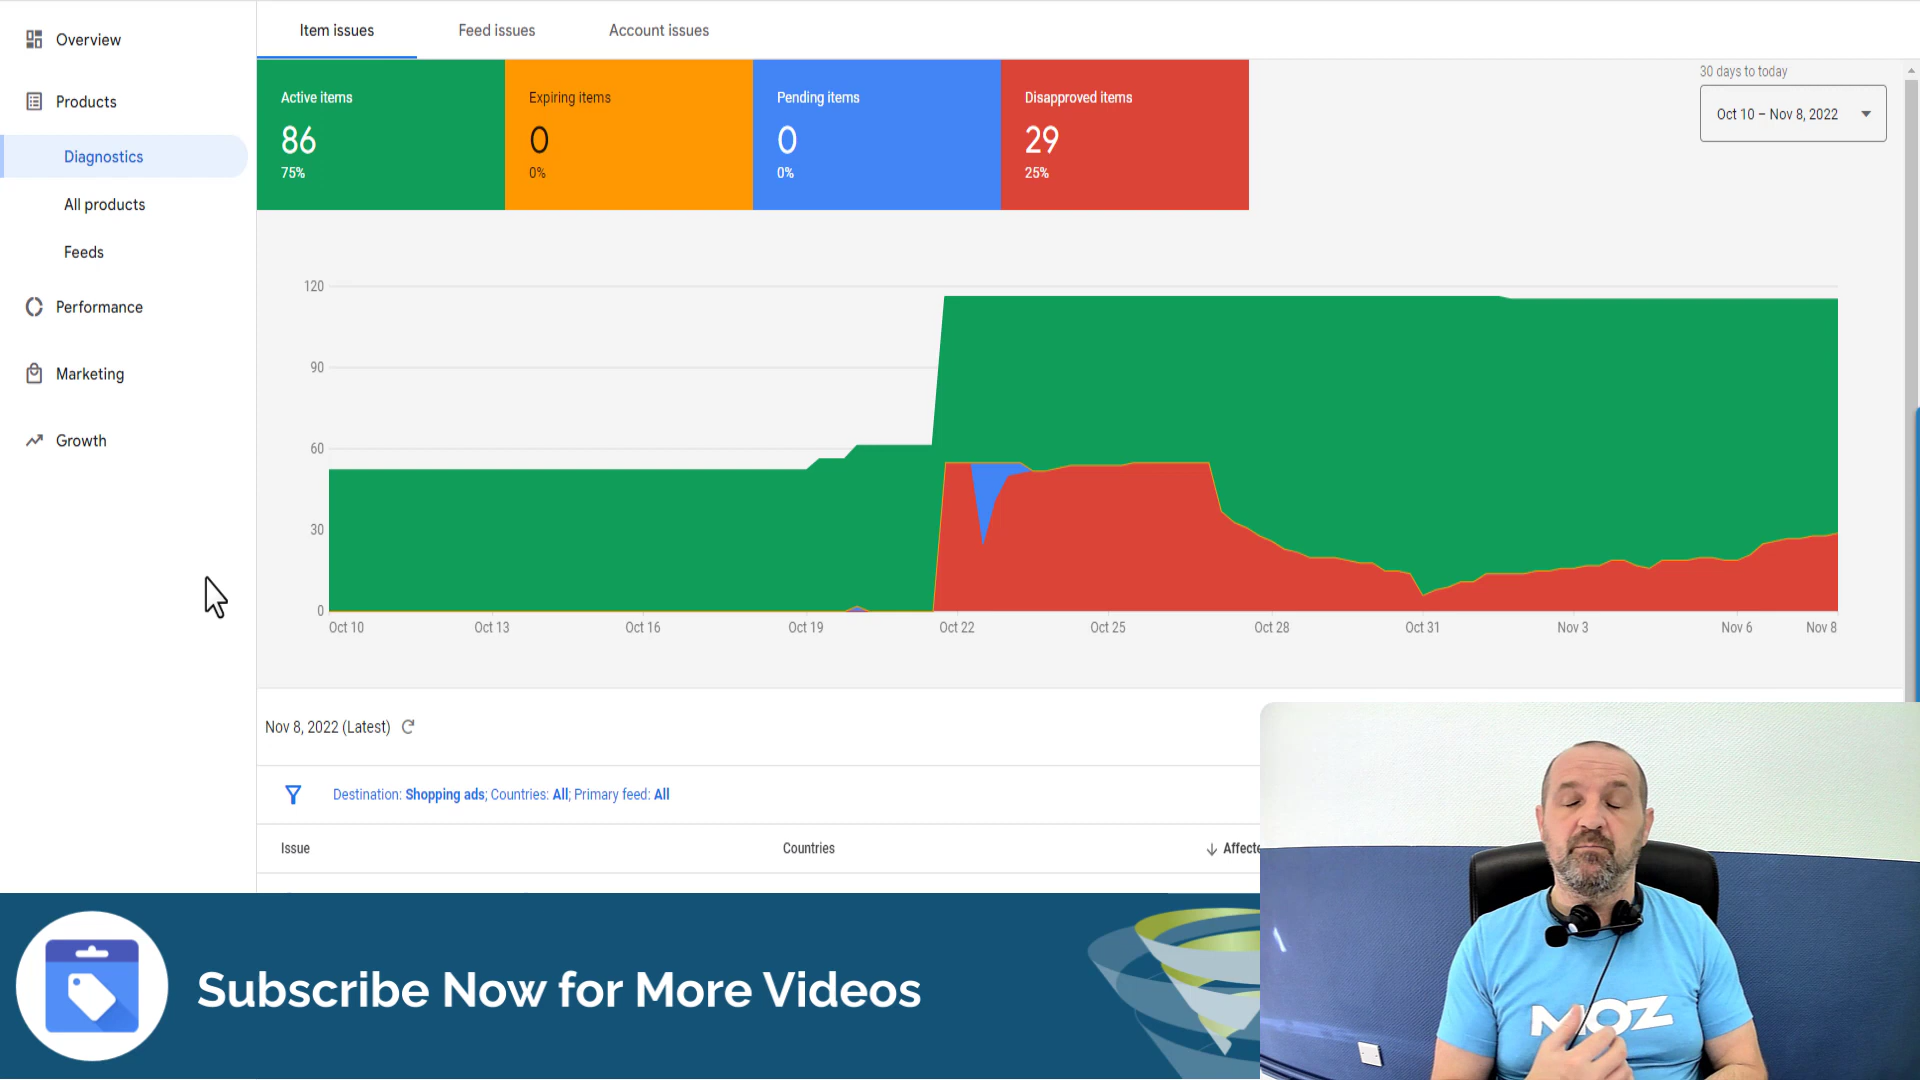 Overview
Products
Diagnostics
All products
Feeds
Performance
Marketing
Growth
Item issues
Feed issues
Account issues
Active items
86
75%
Expiring items
0
0%
Pending items
0
0%
Disapproved items
29
25%
30 days to today
Oct 10 – Nov 8, 2022
120
90
60
30
0
Oct 10
Oct 13
Oct 16
Oct 19
Oct 22
Oct 25
Oct 28
Oct 31
Nov 3
Nov 6
Nov 8
Nov 8, 2022 (Latest)
Destination: Shopping ads; Countries: All; Primary feed: All
Issue
Countries
Affecte
Subscribe Now for More Videos
MOZ